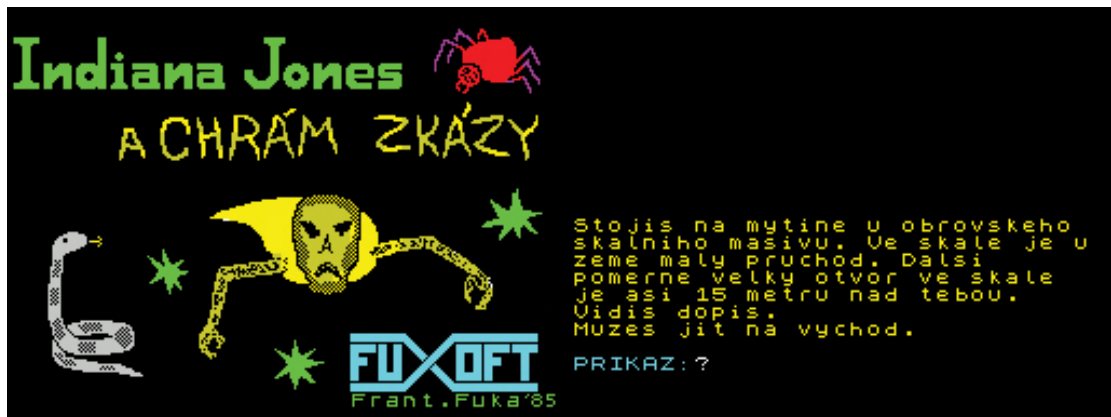 Indiana Jones
A CHRÁM ZKÁZY
FUXOFT
Frant.Fuka'85
Stojis na mytine u obrovskeho
skalniho masivu. Ve skale je u
zeme maly pruchod. Dalsi
pomerne velky otvor ve skale
je asi 15 metru nad tebou.
Vidis dopis.
Muzes jit na vychod.
PRIKAZ:?